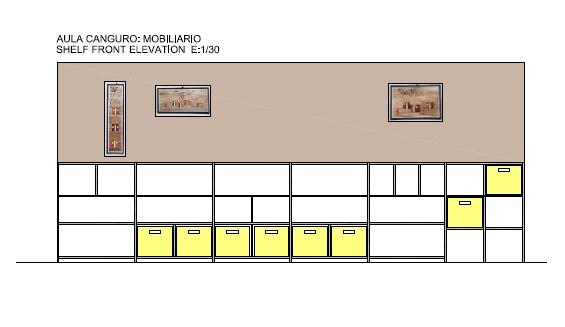 AULA CANGURO: MOBILIARIO
SHELF FRONT ELEVATION E:1/30